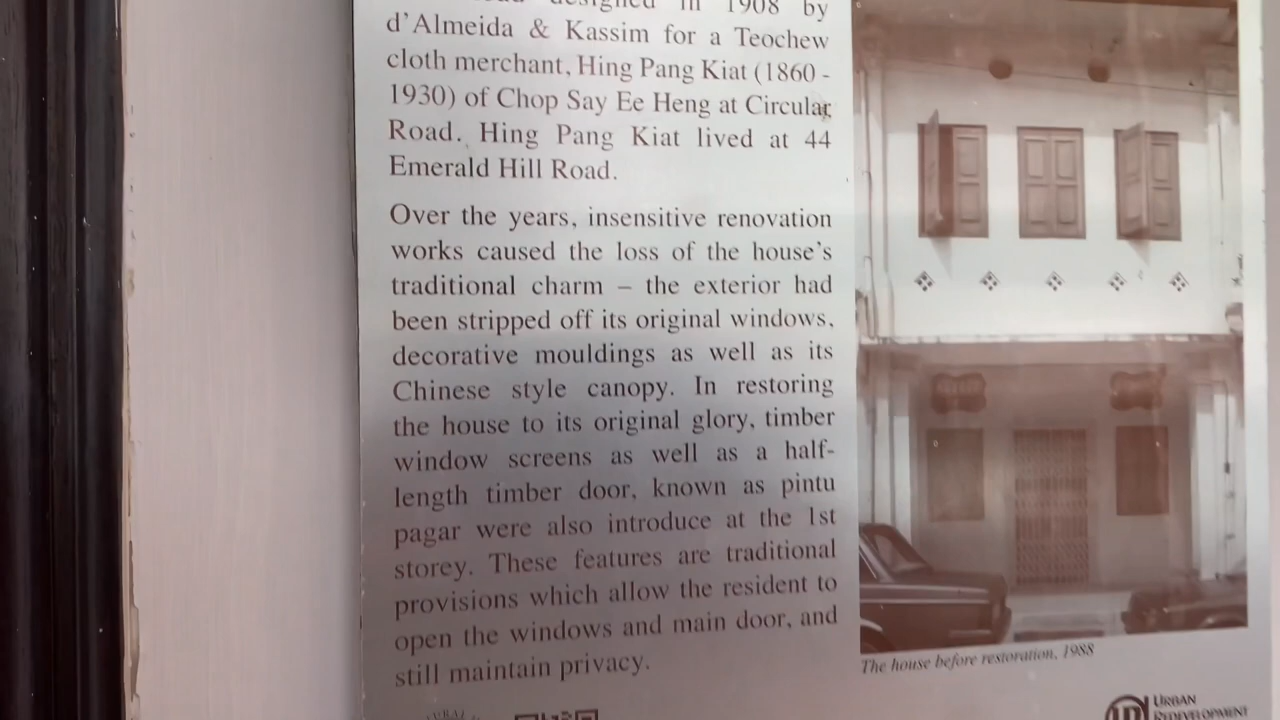 designed in 1908 by
d'Almeida & Kassim for a Teochew
cloth merchant, Hing Pang Kiat (1860 -
1930) of Chop Say Ee Heng at Circular
Road. Hing Pang Kiat lived at 44
Emerald Hill Road.
Over the years, insensitive renovation
works caused the loss of the house's
traditional charm – the exterior had
been stripped off its original windows,
decorative mouldings as well as its
Chinese style canopy. In restoring
the house to its original glory, timber
window screens as well as a half-
length timber door, known as pintu
pagar were also introduce at the 1st
storey. These features are traditional
provisions which allow the resident to
open the windows and main door, and
still maintain privacy.
The house before restoration, 1988
URBAN
REDEVELOPMENT